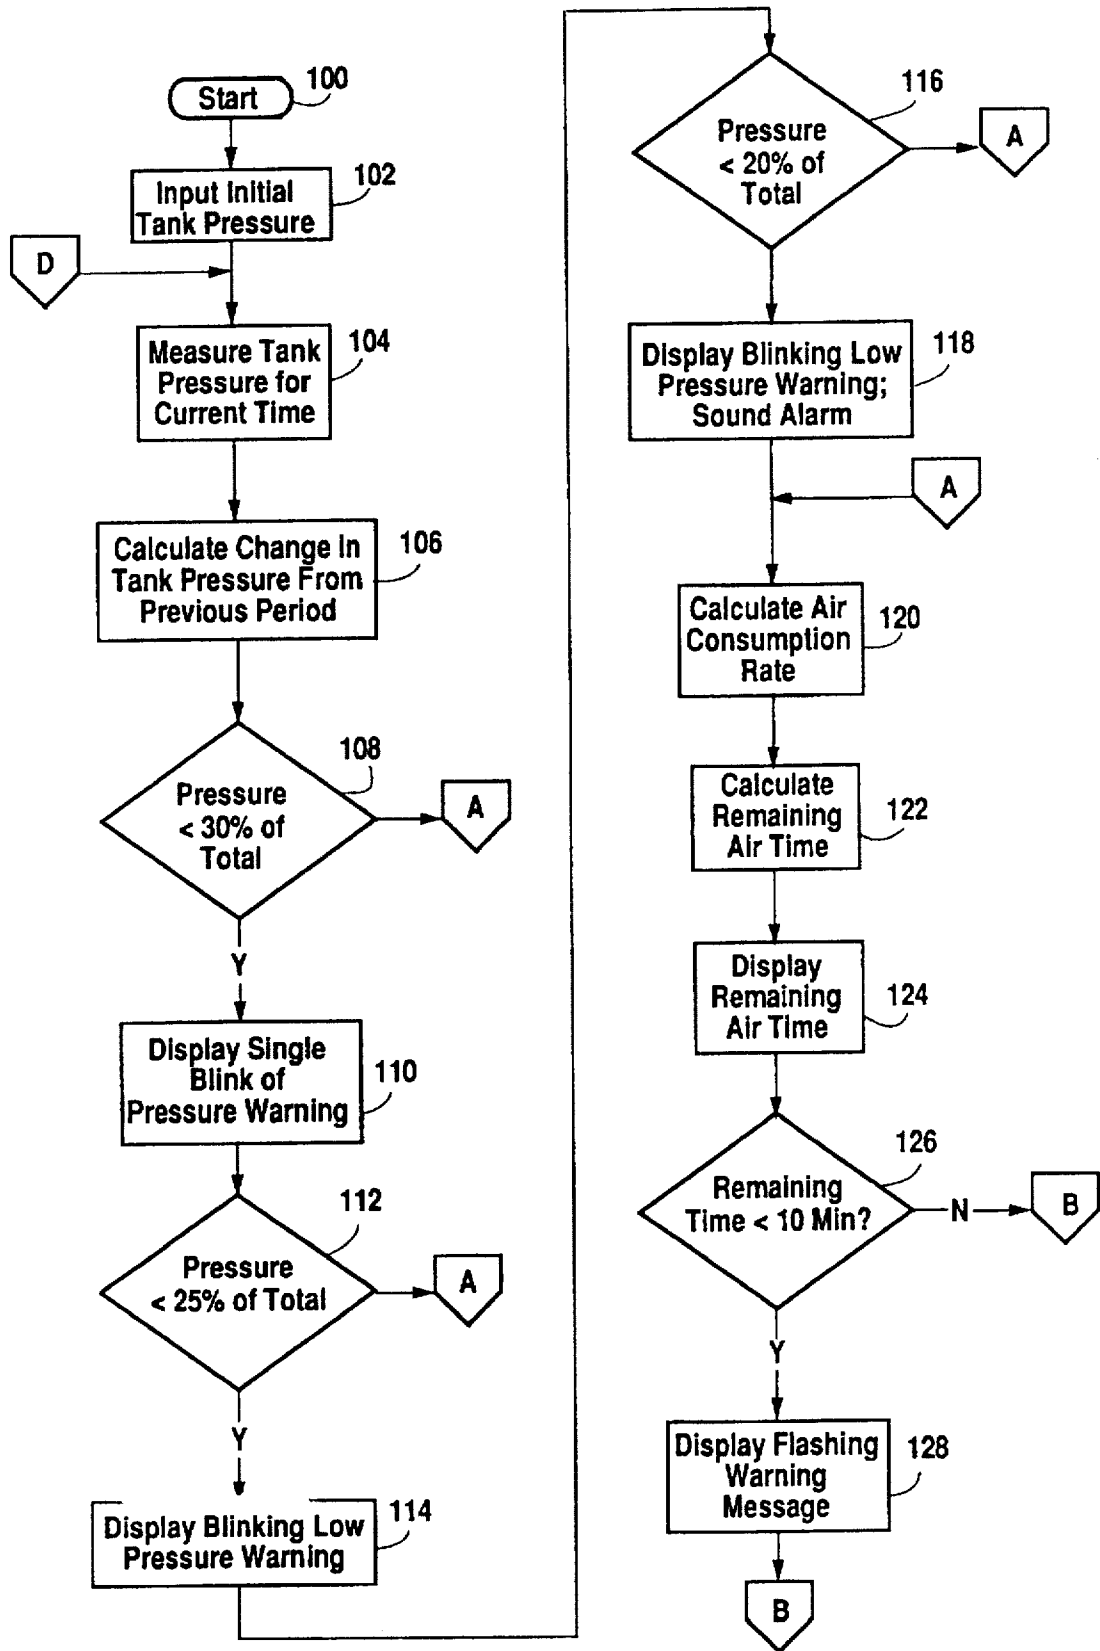 100
Start
102
Input Initial
Tank Pressure
D
104
Measure Tank
Pressure for
Current Time
106
Calculate Change In
Tank Pressure From
Previous Period
108
Pressure
< 30% of
Total
A
Y
Display Single
Blink of
Pressure Warning
110
112
Pressure
< 25% of Total
A
Y
114
Display Blinking Low
Pressure Warning
116
Pressure
< 20% of
Total
A
118
Display Blinking Low
Pressure Warning;
Sound Alarm
A
Calculate Air
Consumption
Rate
120
Calculate
Remaining
Air Time
122
Display
Remaining
Air Time
124
126
Remaining
Time < 10 Min?
N
B
Y
Display Flashing
Warning
Message
128
B